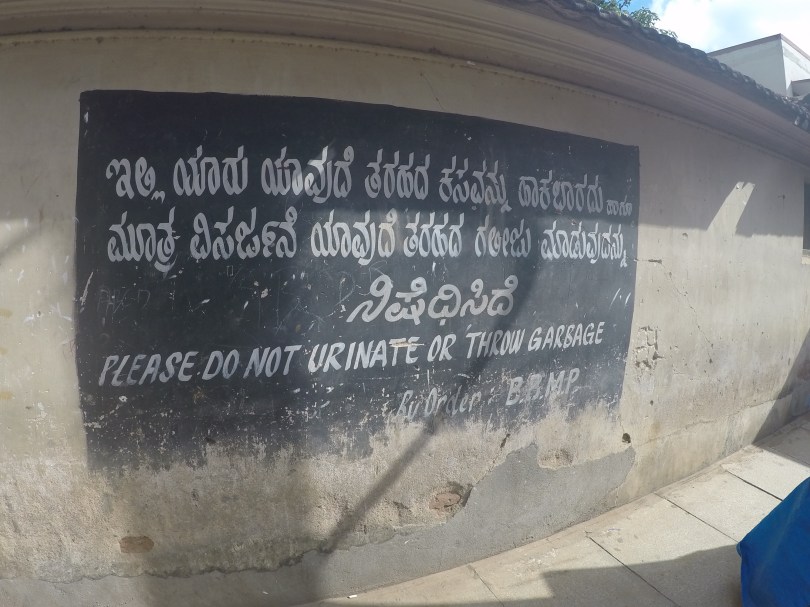 ಇಲ್ಲಿ ಯಾರು ಯಾವುದೆ ತರಹದ ಕಸವನ್ನು ಹಾಕಬಾರದು ಹಾಗೂ
ಮೂತ್ರ ವಿಸರ್ಜನೆ ಯಾವುದೆ ತರಹದ ಗಲೀಜು ಮಾಡುವುದನ್ನು
ನಿಷೆಧಿಸಿದೆ
PLEASE DO NOT URINATE OR THROW GARBAGE
By Order: B.B.M.P